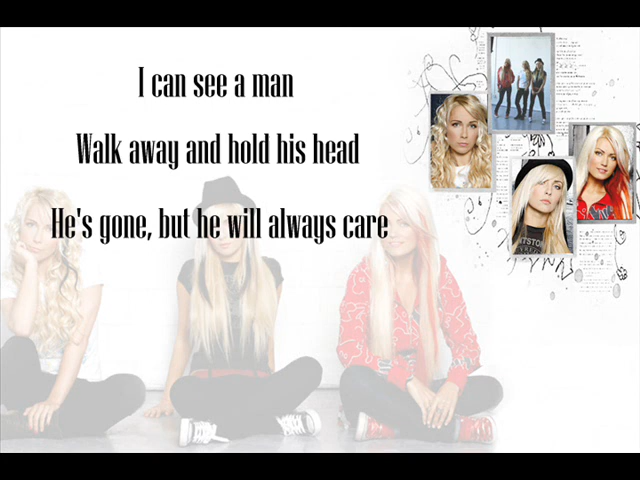 I can see a man
Walk away and hold his head
He's gone, but he will always care